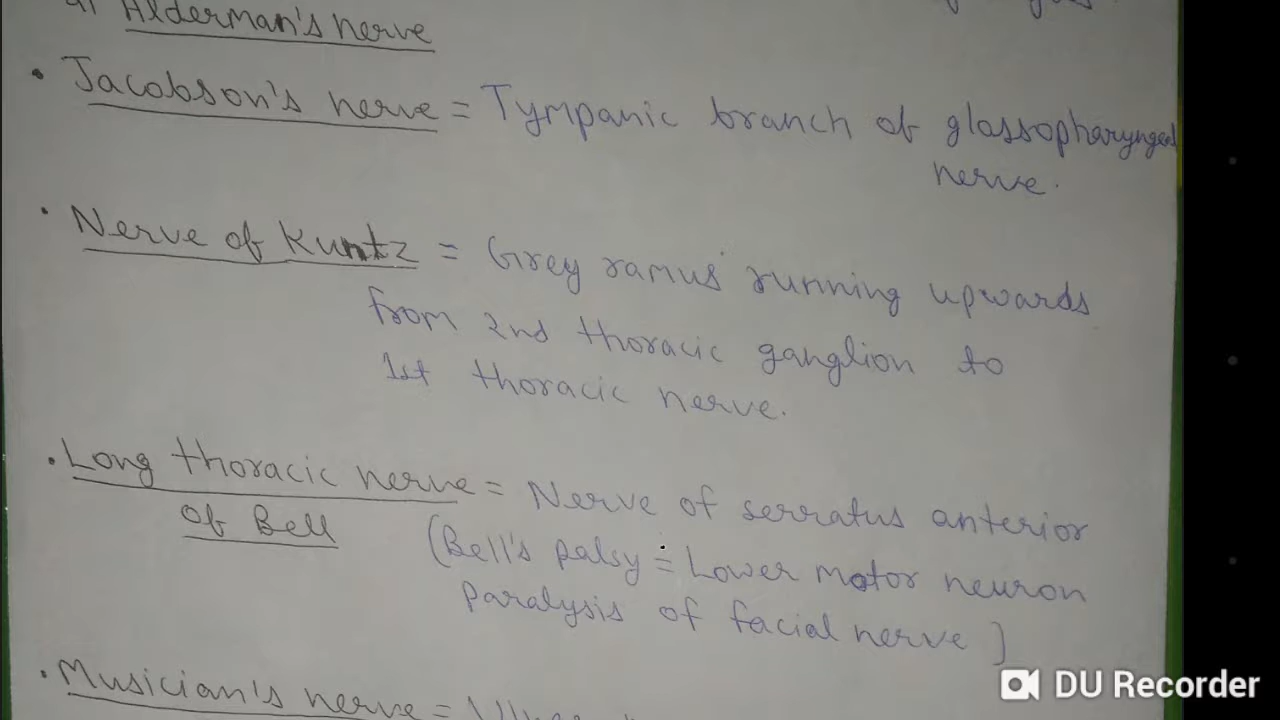 Alderman's nerve
• Jacobson's nerve = Tympanic branch of glossopharyngeal
nerve.
• Nerve of Kuntz = Grey ramus running upwards
from 2nd thoracic ganglion to
1st thoracic nerve.
• Long thoracic nerve = Nerve of serratus anterior
of Bell (Bell's palsy = Lower motor neuron
paralysis of facial nerve ]
• Musician's nerve =
DU Recorder